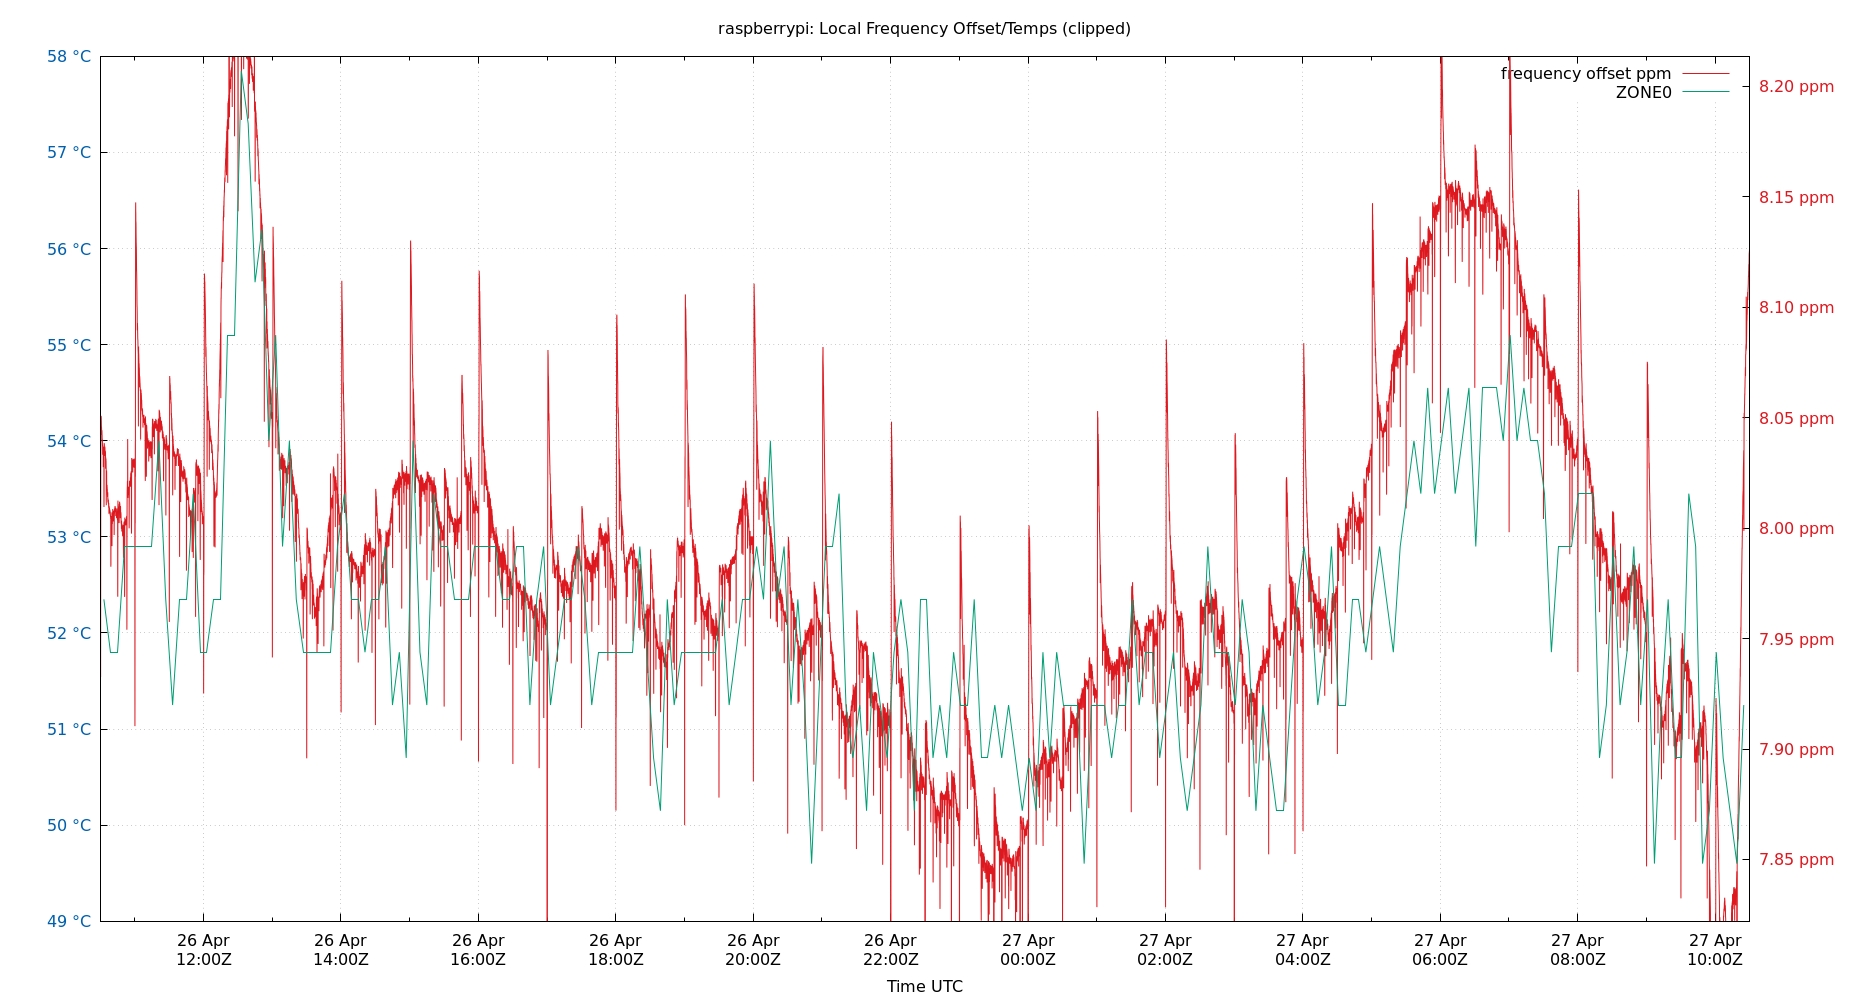 raspberrypi: Local Frequency Offset/Temps (clipped)
58 °C
57 °C
56 °C
55 °C
54 °C
53 °C
52 °C
51 °C
50 °C
49 °C
frequency offset ppm
ZONE0
8.20 ppm
8.15 ppm
8.10 ppm
8.05 ppm
8.00 ppm
7.95 ppm
7.90 ppm
7.85 ppm
26 Apr 26 Apr 26 Apr 26 Apr 26 Apr 26 Apr 27 Apr 27 Apr 27 Apr 27 Apr 27 Apr 27 Apr
12:00Z 14:00Z 16:00Z 18:00Z 20:00Z 22:00Z 00:00Z 02:00Z 04:00Z 06:00Z 08:00Z 10:00Z
Time UTC